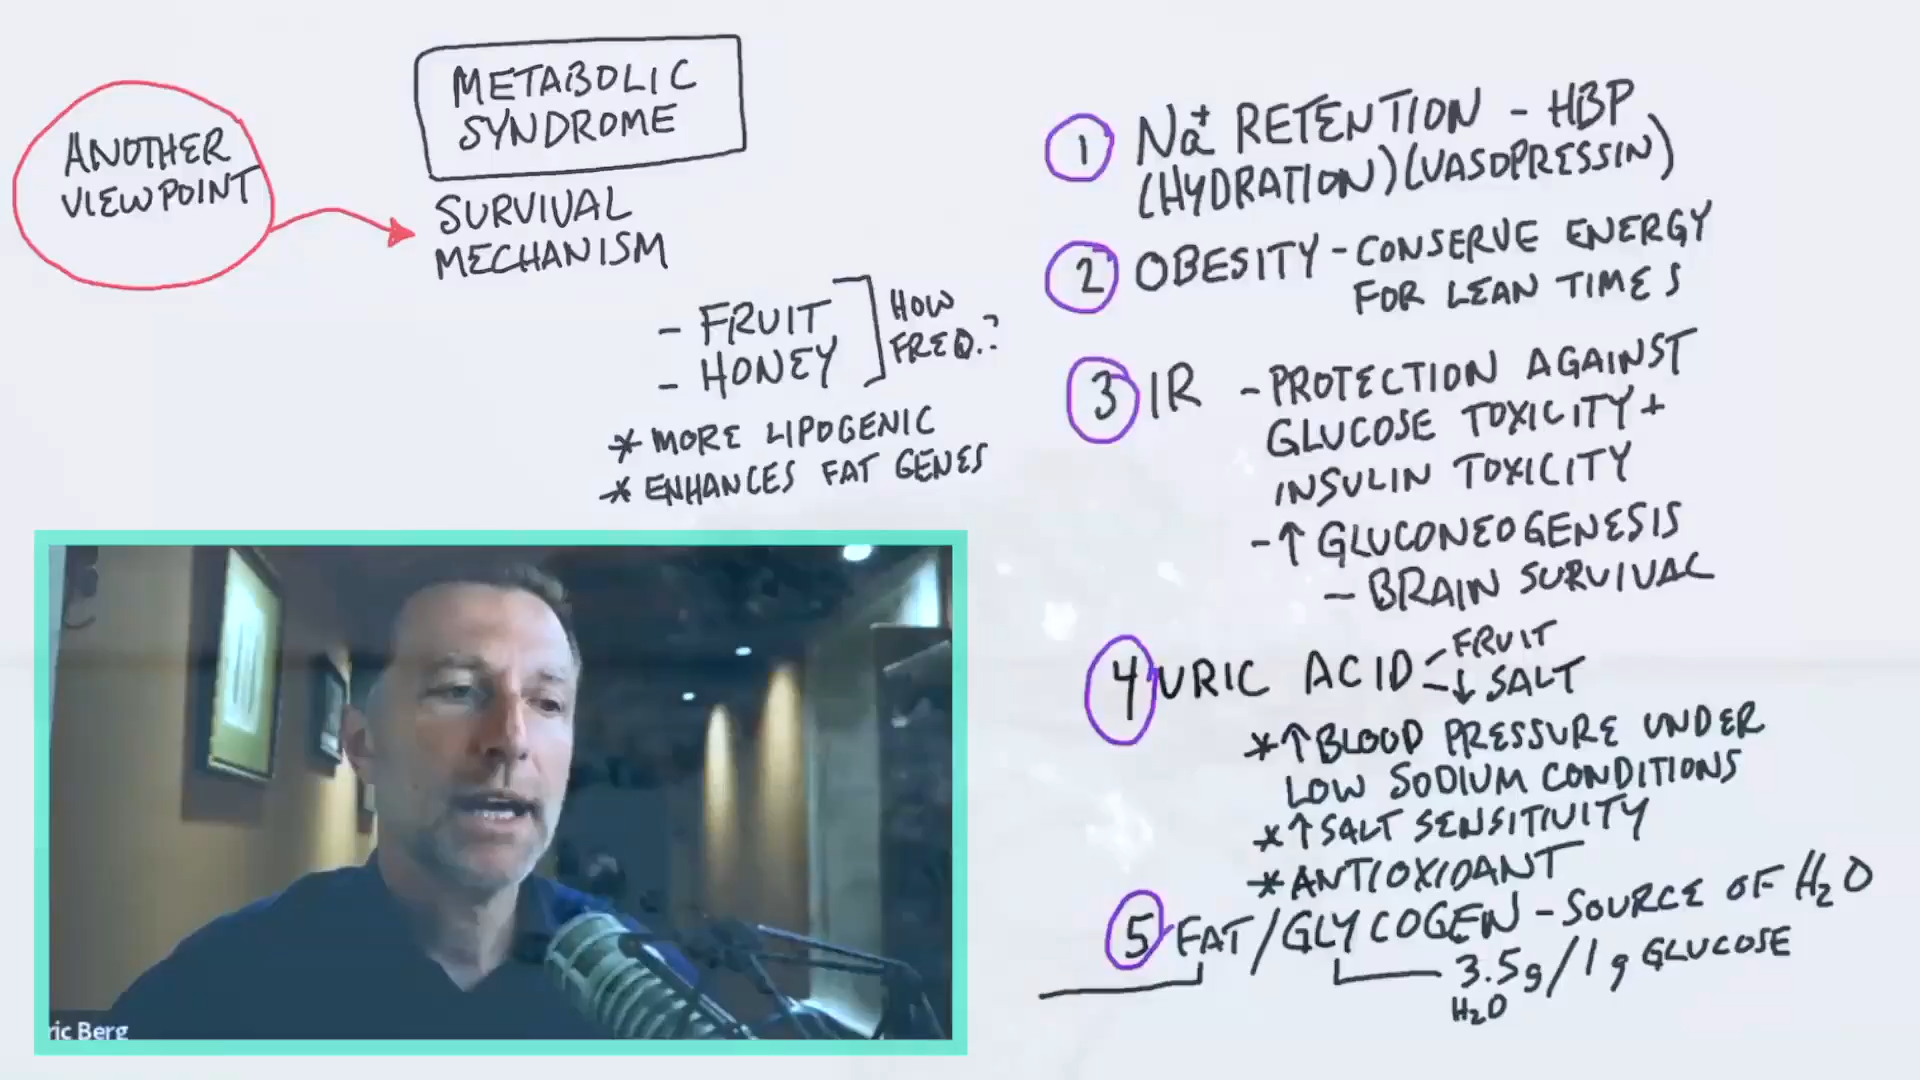 ANOTHER
VIEWPOINT
METABOLIC
SYNDROME
SURVIVAL
MECHANISM
- FRUIT
- HONEY
HOW
FREQ.?
* MORE LIPOGENIC
* ENHANCES FAT GENES
1 Na+ RETENTION - HBP
(HYDRATION) (VASOPRESSIN)
2 OBESITY - CONSERVE ENERGY
FOR LEAN TIMES
3 IR - PROTECTION AGAINST
GLUCOSE TOXICITY +
INSULIN TOXICITY
- ↑ GLUCONEOGENESIS
- BRAIN SURVIVAL
4 URIC ACID - FRUIT
- ↓ SALT
* ↑ BLOOD PRESSURE UNDER
LOW SODIUM CONDITIONS
* ↑ SALT SENSITIVITY
* ANTIOXIDANT
5 FAT/GLYCOGEN - SOURCE OF H2O
3.5g/1g GLUCOSE
H2O
ric Berg